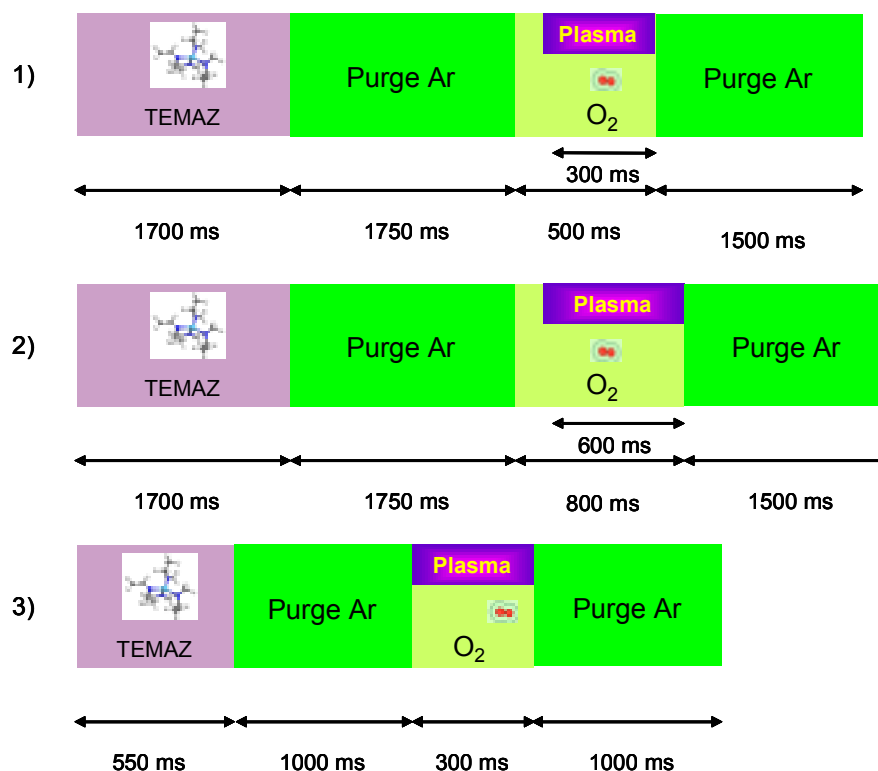 1)
Plasma
Purge Ar
Purge Ar
TEMAZ
O2
300 ms
1700 ms
1750 ms
500 ms
1500 ms
2)
Plasma
Purge Ar
Purge Ar
TEMAZ
O2
600 ms
1700 ms
1750 ms
800 ms
1500 ms
3)
Plasma
Purge Ar
Purge Ar
TEMAZ
O2
550 ms
1000 ms
300 ms
1000 ms